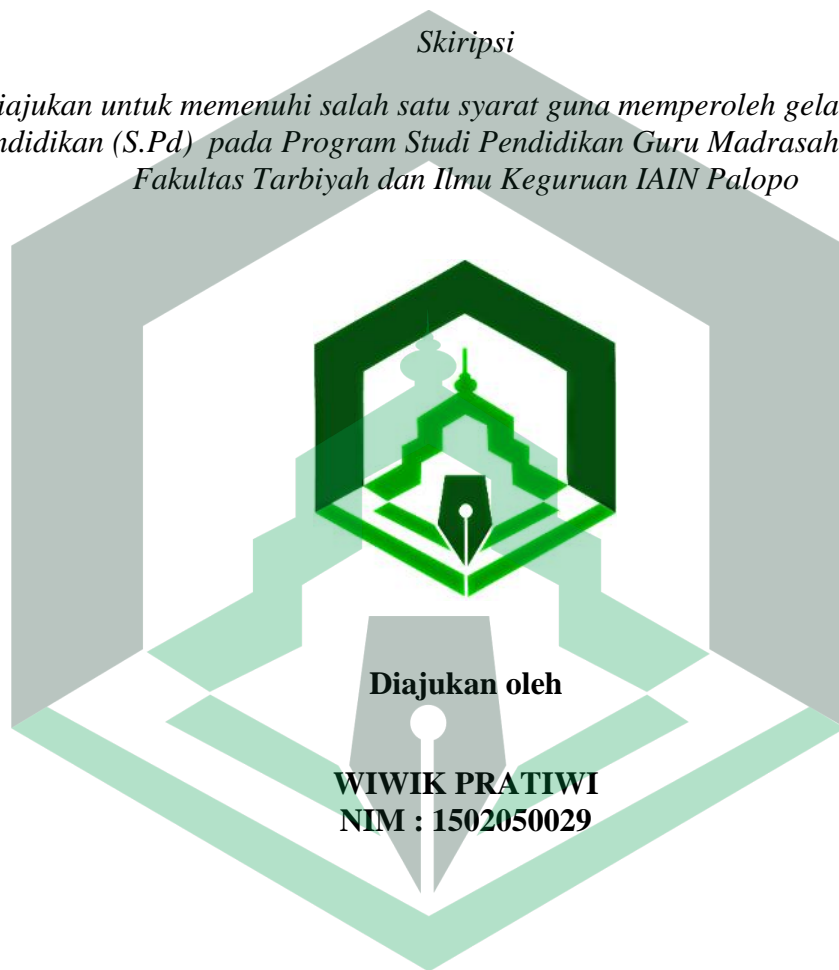 Skiripsi
iajukan untuk memenuhi salah satu syarat guna memperoleh gela
ndidikan (S.Pd) pada Program Studi Pendidikan Guru Madrasah
Fakultas Tarbiyah dan Ilmu Keguruan IAIN Palopo
Diajukan oleh
WIWIK PRATIWI
NIM : 1502050029